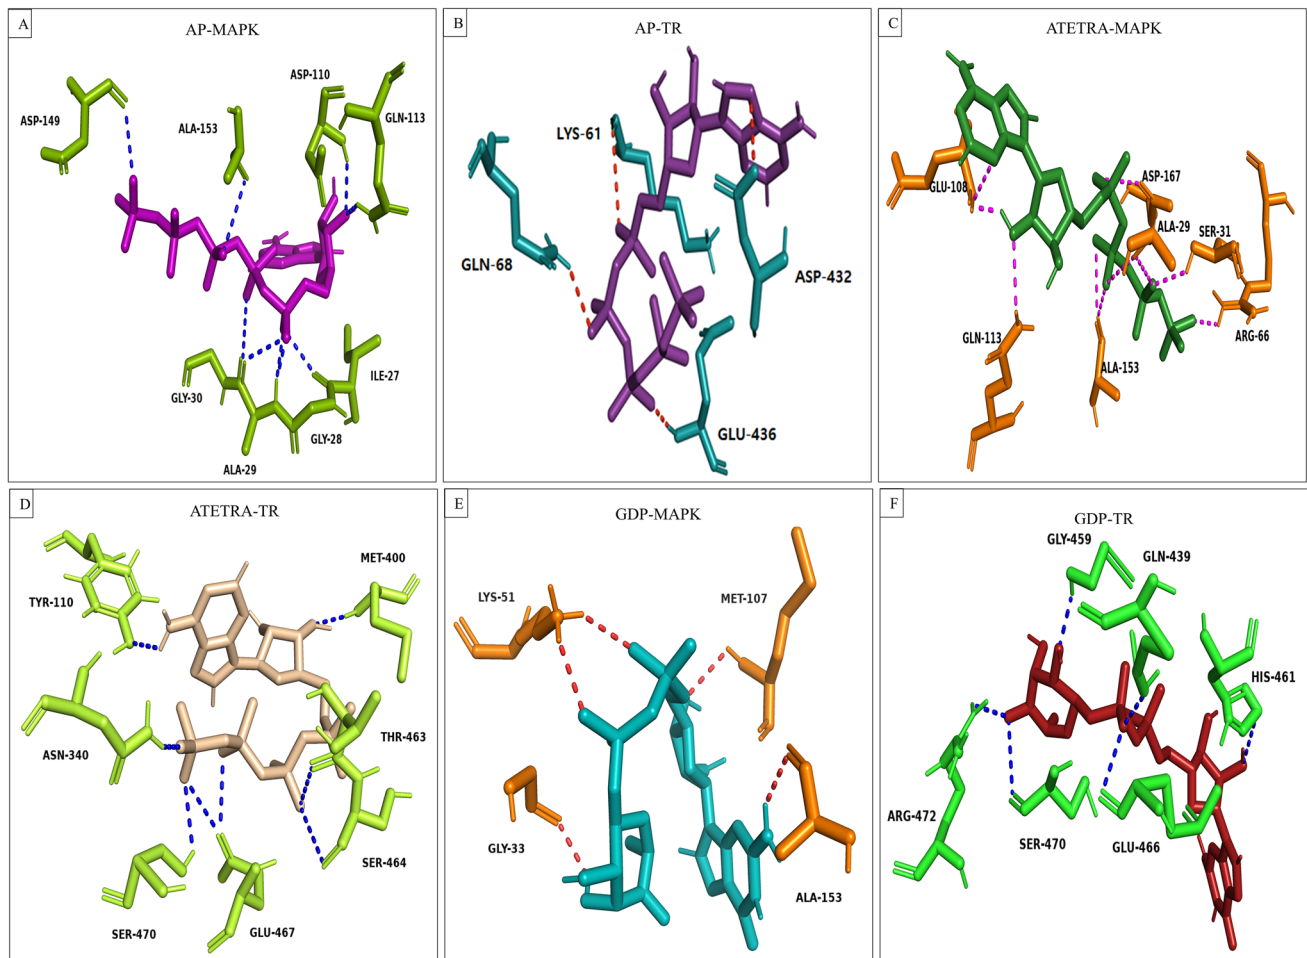 A
AP-MAPK
ASP-149
ALA-153
ASP-110
GLN-113
GLY-30
ALA-29
GLY-28
ILE-27
B
AP-TR
LYS-61
GLN-68
ASP-432
GLU-436
C
ATETRA-MAPK
GLU-108
ASP-167
ALA-29
SER-31
GLN-113
ALA-153
ARG-66
D
ATETRA-TR
TYR-110
MET-400
ASN-340
THR-463
SER-464
SER-470
GLU-467
E
GDP-MAPK
LYS-51
MET-107
GLY-33
ALA-153
F
GDP-TR
GLY-459
GLN-439
HIS-461
ARG-472
SER-470
GLU-466